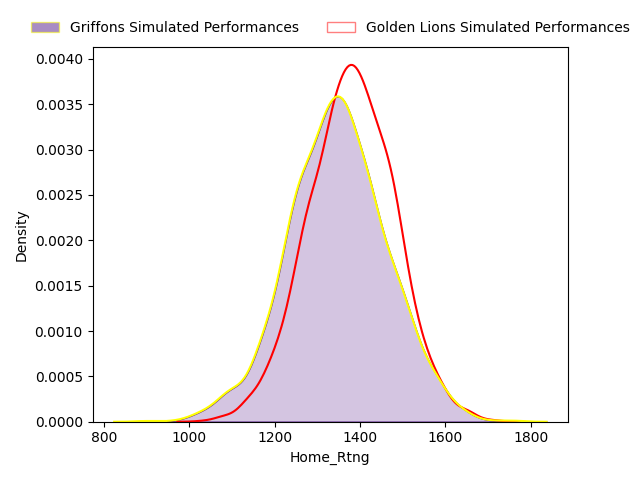 Griffons Simulated Performances Golden Lions Simulated Performances
0.0040
0.0035
0.0030
0.0025
0.0020
0.0015
0.0010
0.0005
0.0000
Density
800 1000 1200 1400 1600 1800
Home_Rtng